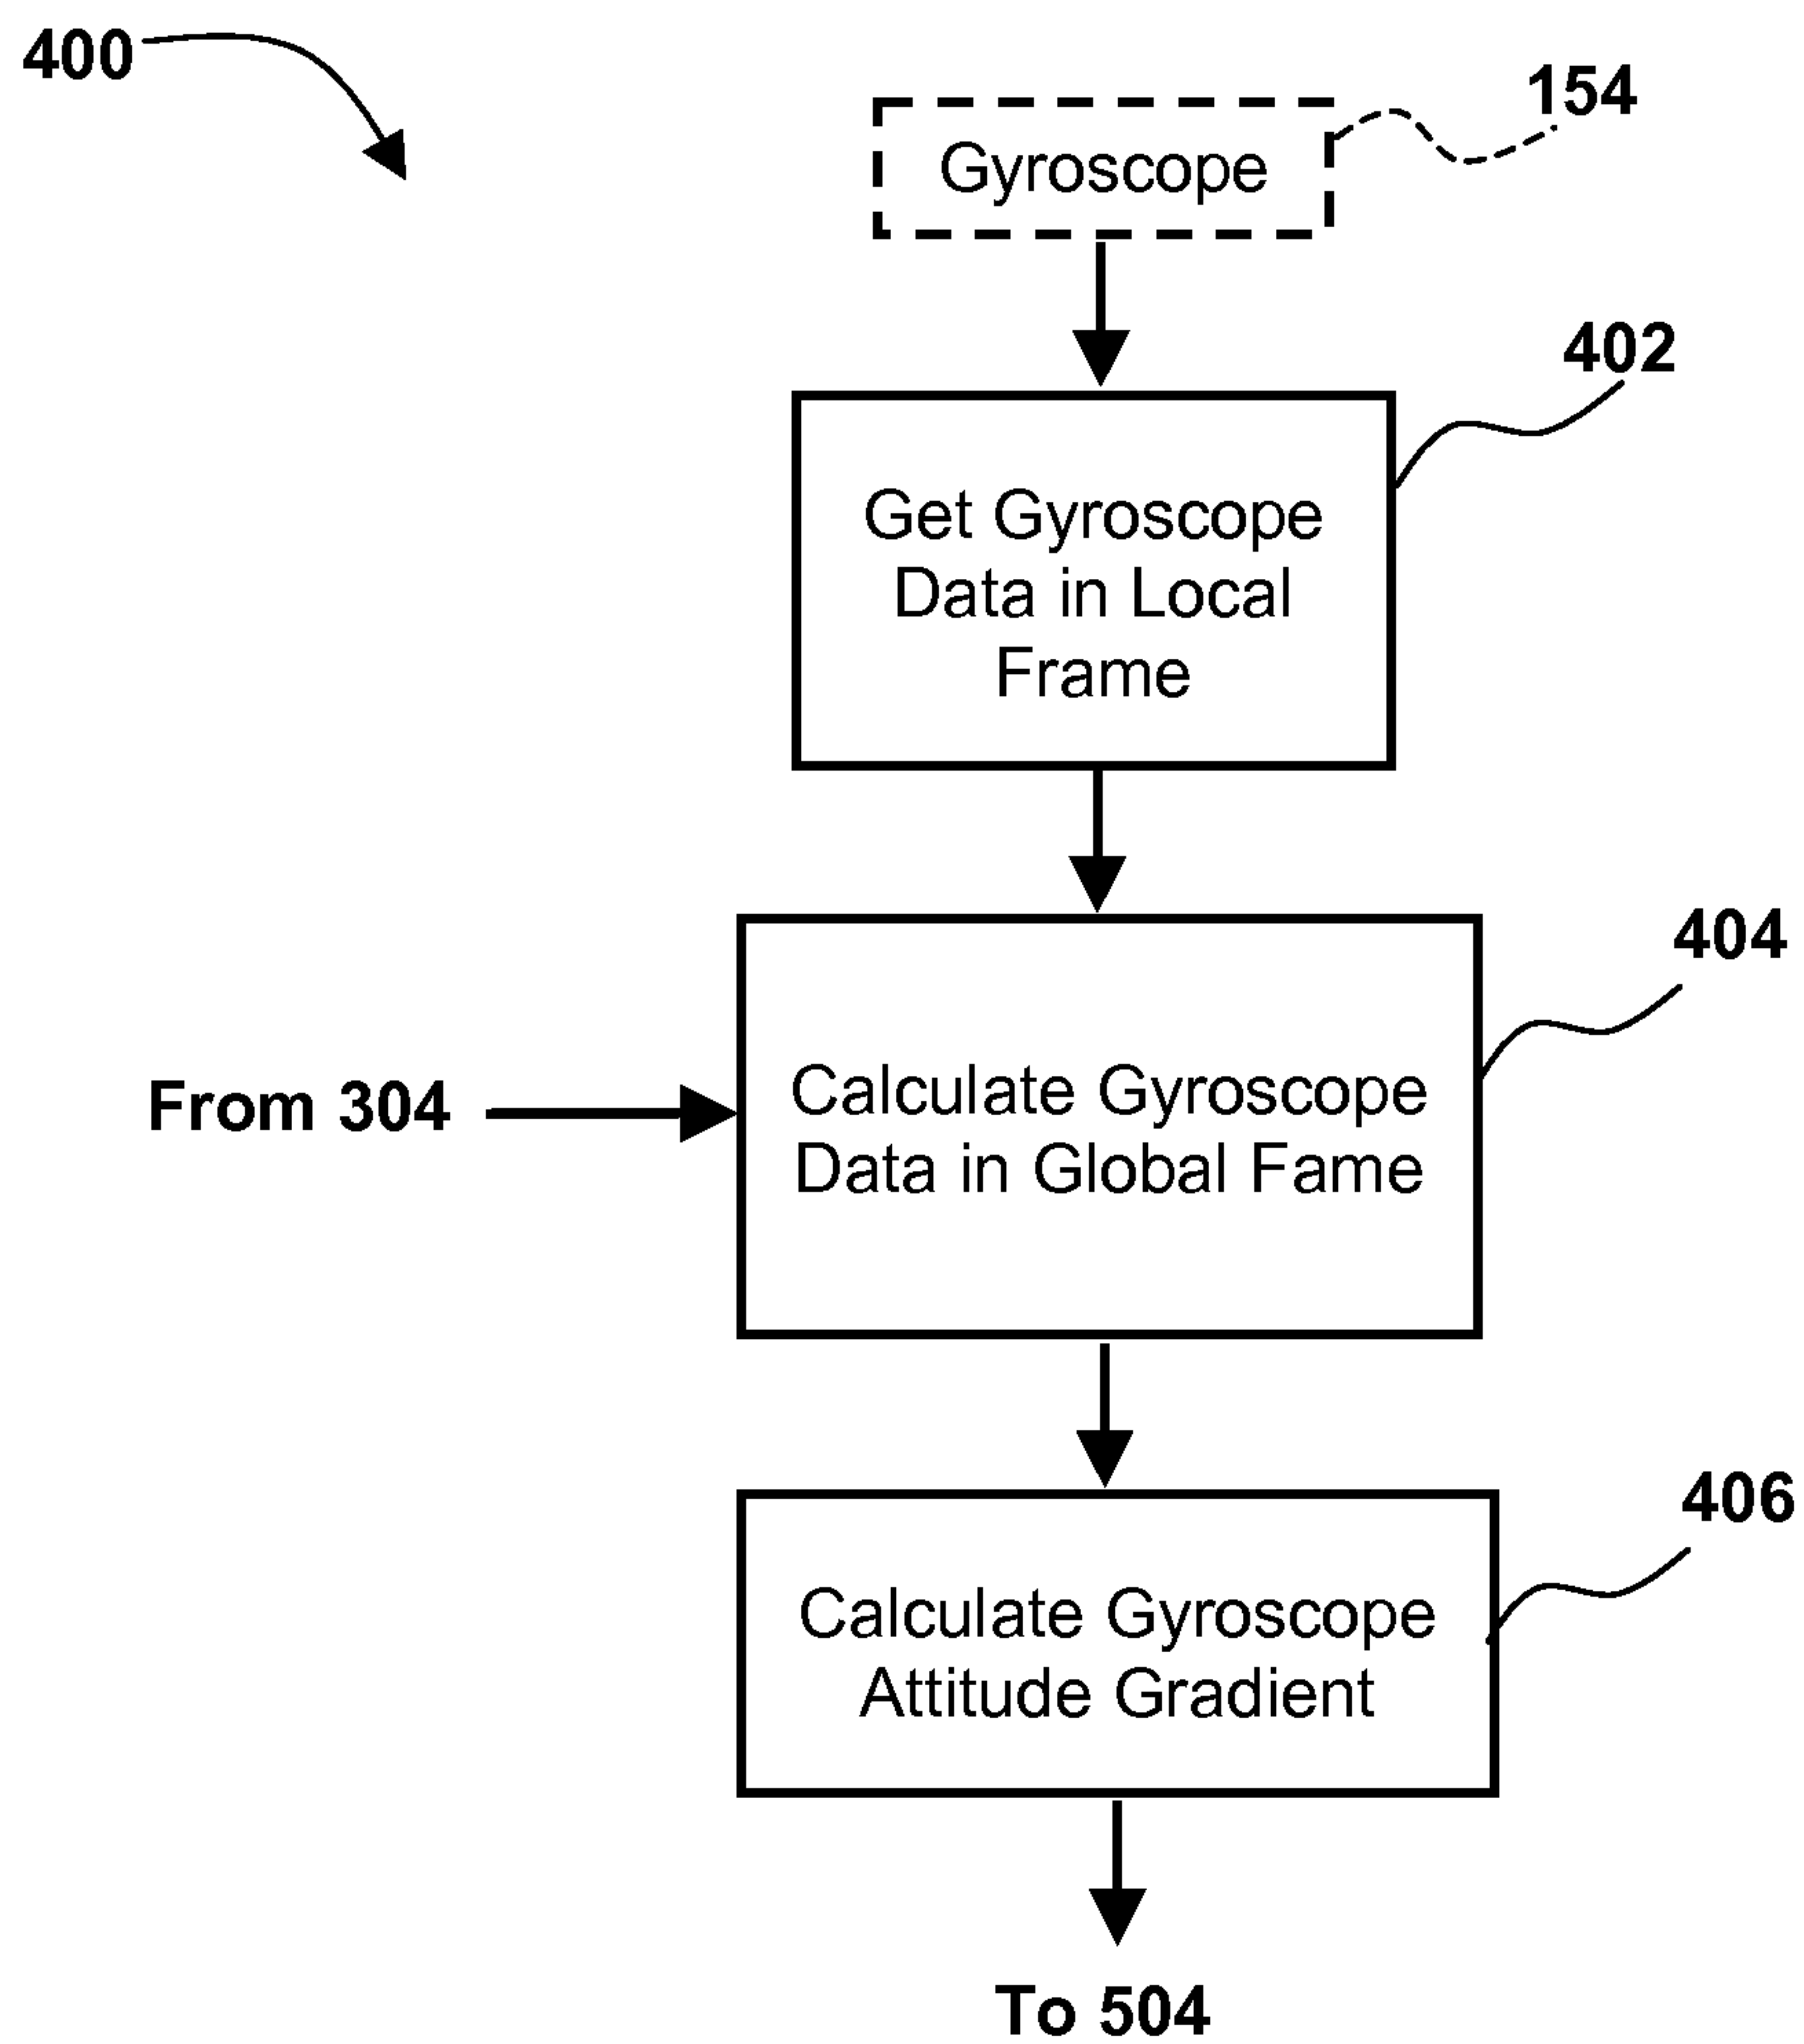 400
154
Gyroscope
402
Get Gyroscope
Data in Local
Frame
404
From 304
Calculate Gyroscope
Data in Global Fame
406
Calculate Gyroscope
Attitude Gradient
To 504